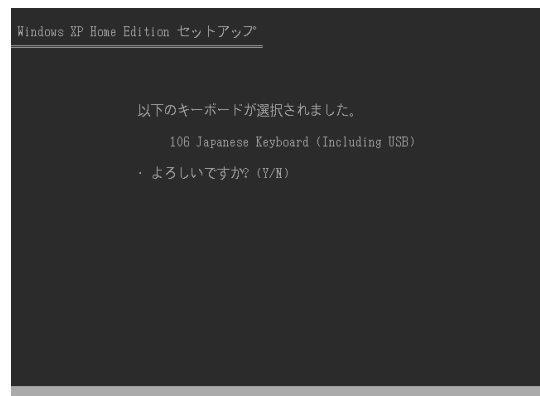 Windows XP Home Edition セットアップ
以下のキーボードが選択されました。
106 Japanese Keyboard (Including USB)
・よろしいですか? (Y/N)